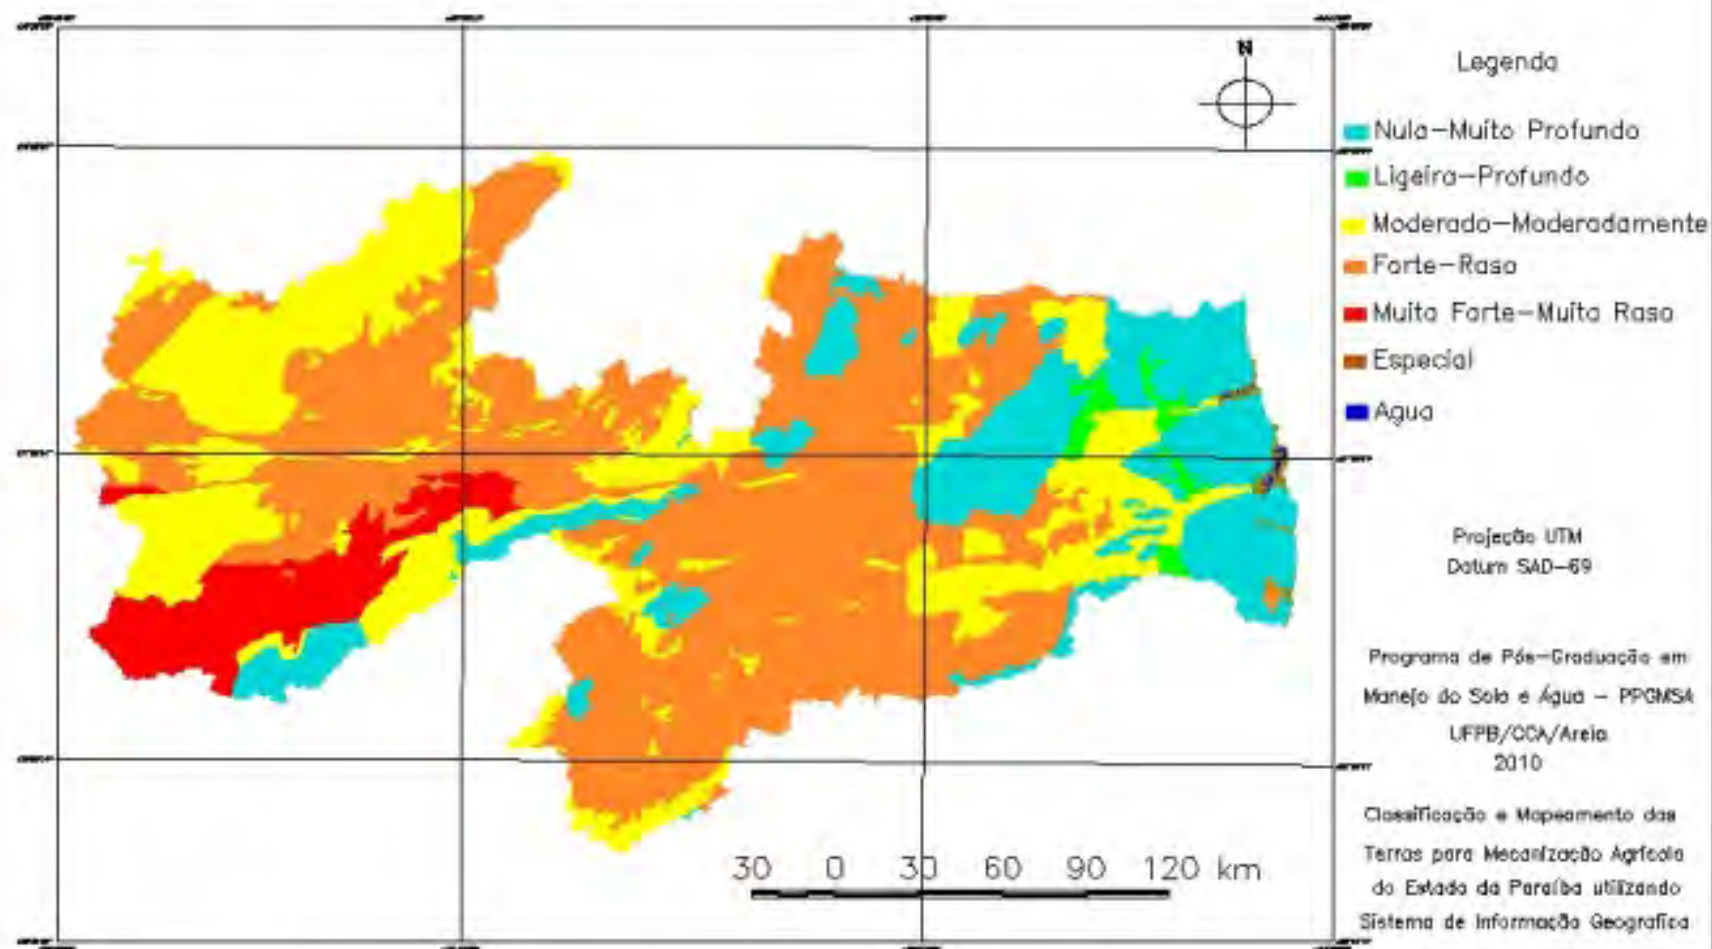 N
Legenda
Nula-Muito Profundo
Ligeira-Profundo
Moderado-Moderadamente
Forte-Raso
Muito Forte-Muito Raso
Especial
Agua
Projeção UTM
Datum SAD-69
Programa de Pós-Graduação em
Manejo do Solo e Água - PPGMSA
UFPB/CCA/Areia
2010
Classificação e Mapeamento das
Terras para Mecanização Agrícola
do Estado da Paraíba utilizando
Sistema de Informação Geografica
30 0 30 60 90 120 km